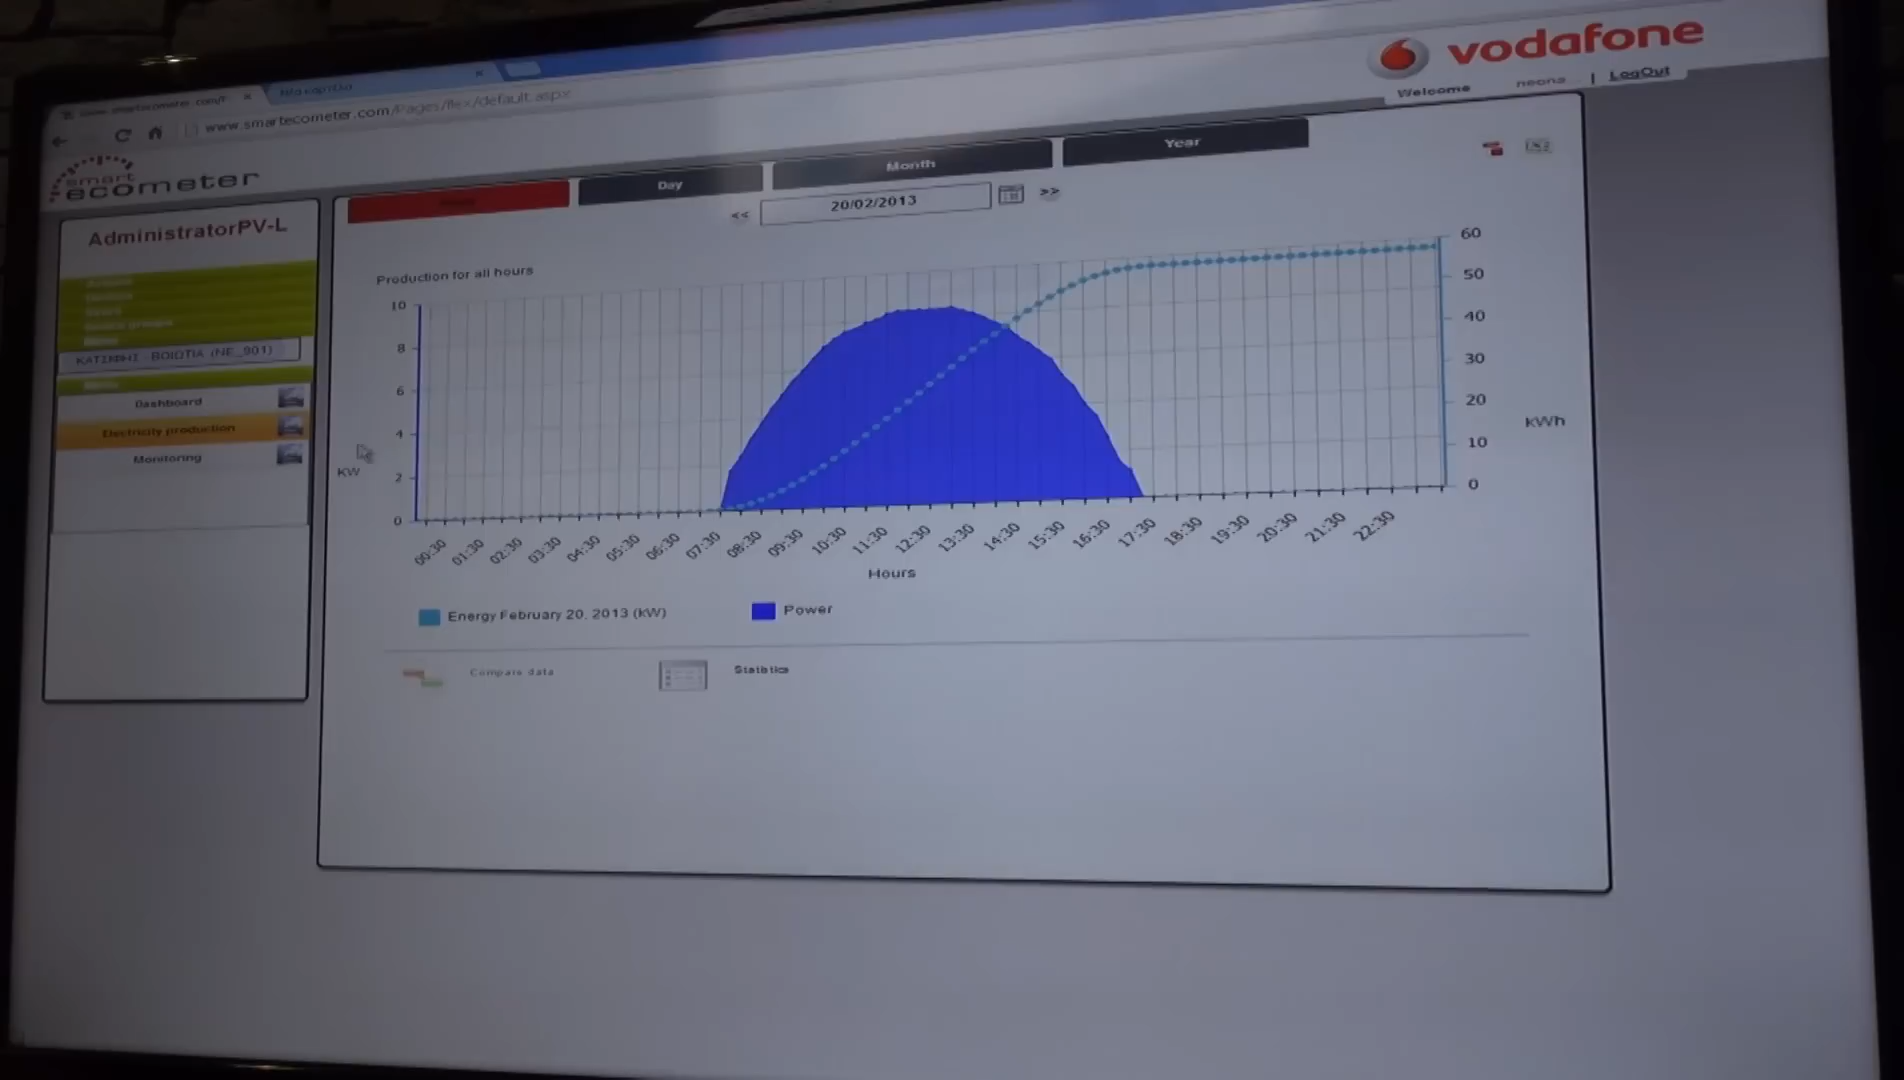 vodafone
Welcome neons | LogOut
www.smartecometer.com/Pages/flex/default.aspx
smart
ecometer
Day
Month
Year
<< 20/02/2013 >>
AdministratorPV-L
ΒΟΙΩΤΙΑ (NE_901)
Dashboard
Electricity production
Monitoring
Production for all hours
10
8
6
4
2
0
KW
60
50
40
30
20
10
0
kWh
00:30 01:30 02:30 03:30 04:30 05:30 06:30 07:30 08:30 09:30 10:30 11:30 12:30 13:30 14:30 15:30 16:30 17:30 18:30 19:30 20:30 21:30 22:30
Hours
Energy February 20, 2013 (kW)
Power
Compare data
Statistics